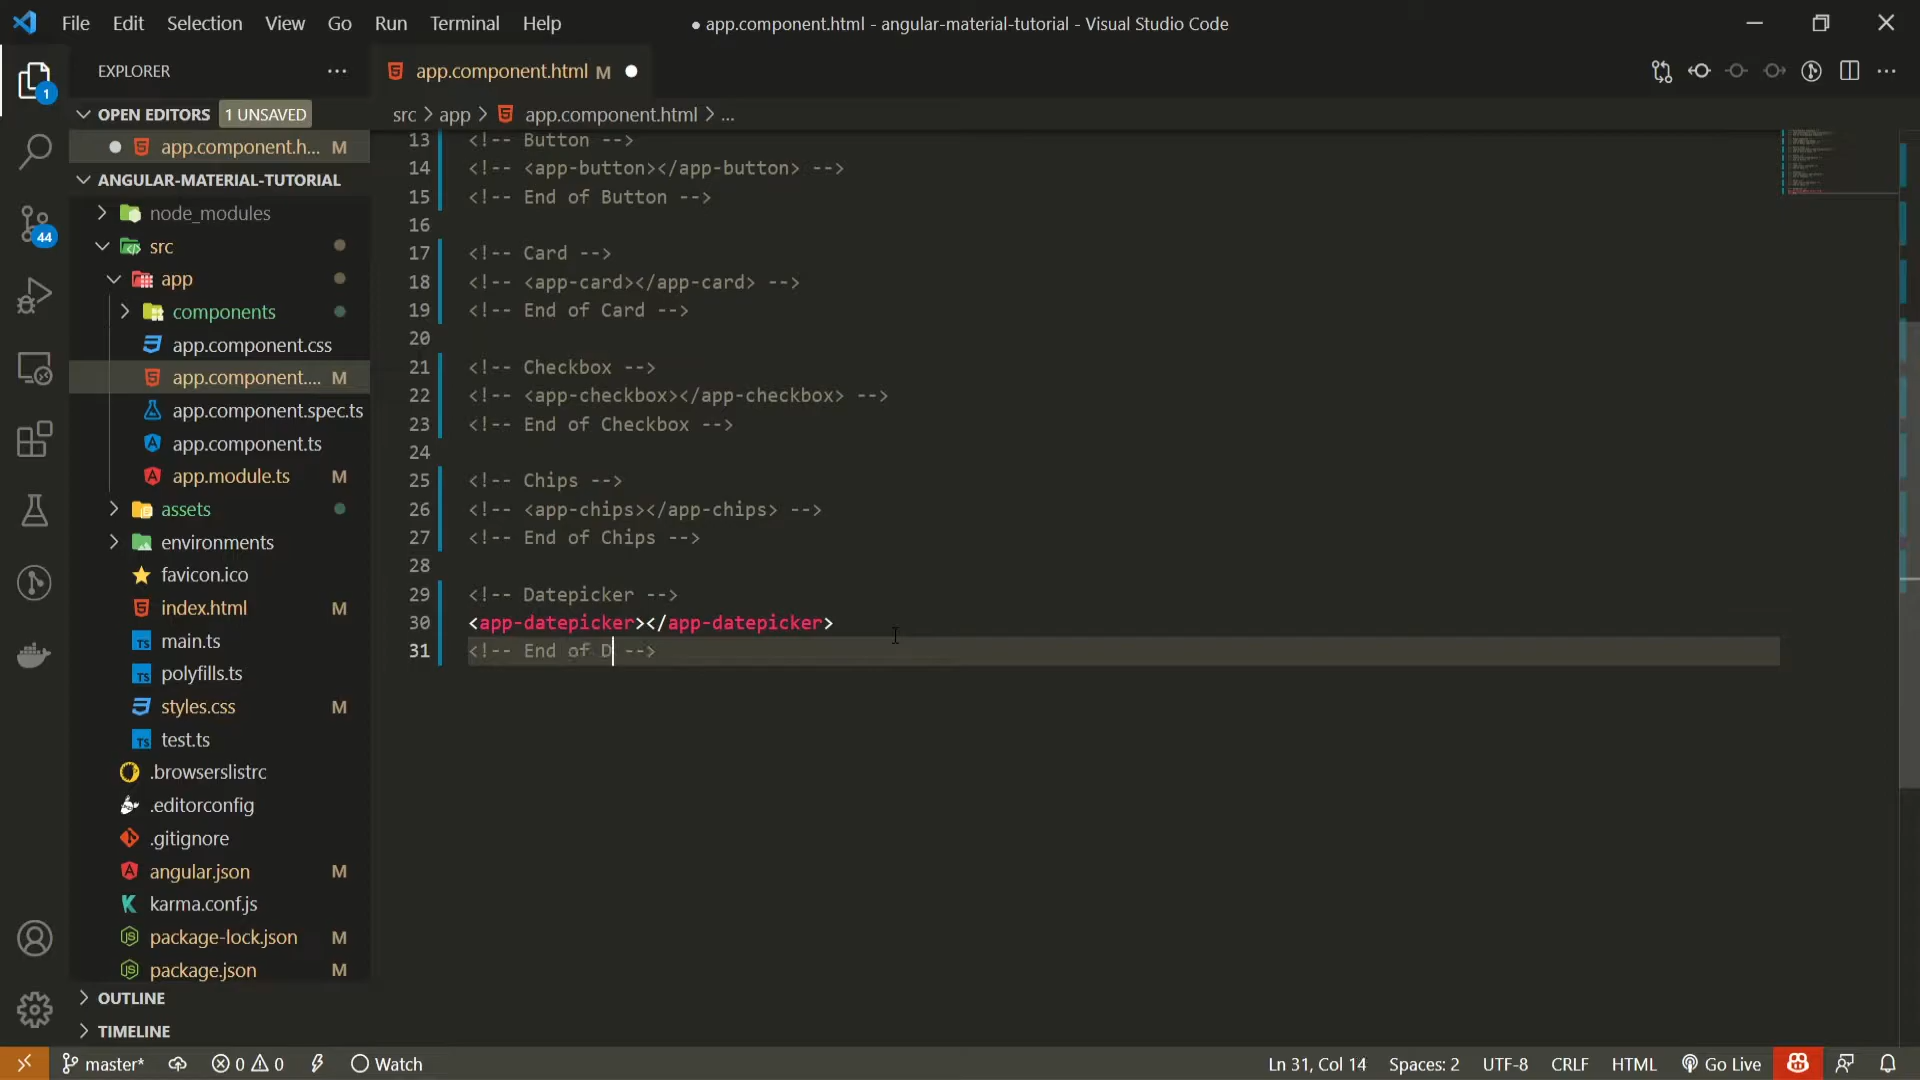 File Edit Selection View Go Run Terminal Help
● app.component.html - angular-material-tutorial - Visual Studio Code
EXPLORER
app.component.html M
OPEN EDITORS 1 UNSAVED
src > app > app.component.html > ...
app.component.h... M
ANGULAR-MATERIAL-TUTORIAL
node_modules
src
app
components
app.component.css
app.component.... M
app.component.spec.ts
app.component.ts
app.module.ts M
assets
environments
favicon.ico
index.html M
main.ts
polyfills.ts
styles.css M
test.ts
.browserslistrc
.editorconfig
.gitignore
angular.json M
karma.conf.js
package-lock.json M
package.json M
OUTLINE
TIMELINE
1
44
13 <!-- Button -->
14 <!-- <app-button></app-button> -->
15 <!-- End of Button -->
16
17 <!-- Card -->
18 <!-- <app-card></app-card> -->
19 <!-- End of Card -->
20
21 <!-- Checkbox -->
22 <!-- <app-checkbox></app-checkbox> -->
23 <!-- End of Checkbox -->
24
25 <!-- Chips -->
26 <!-- <app-chips></app-chips> -->
27 <!-- End of Chips -->
28
29 <!-- Datepicker -->
30 <app-datepicker></app-datepicker>
31 <!-- End of D -->
master* 0 0 Watch
Ln 31, Col 14 Spaces: 2 UTF-8 CRLF HTML Go Live